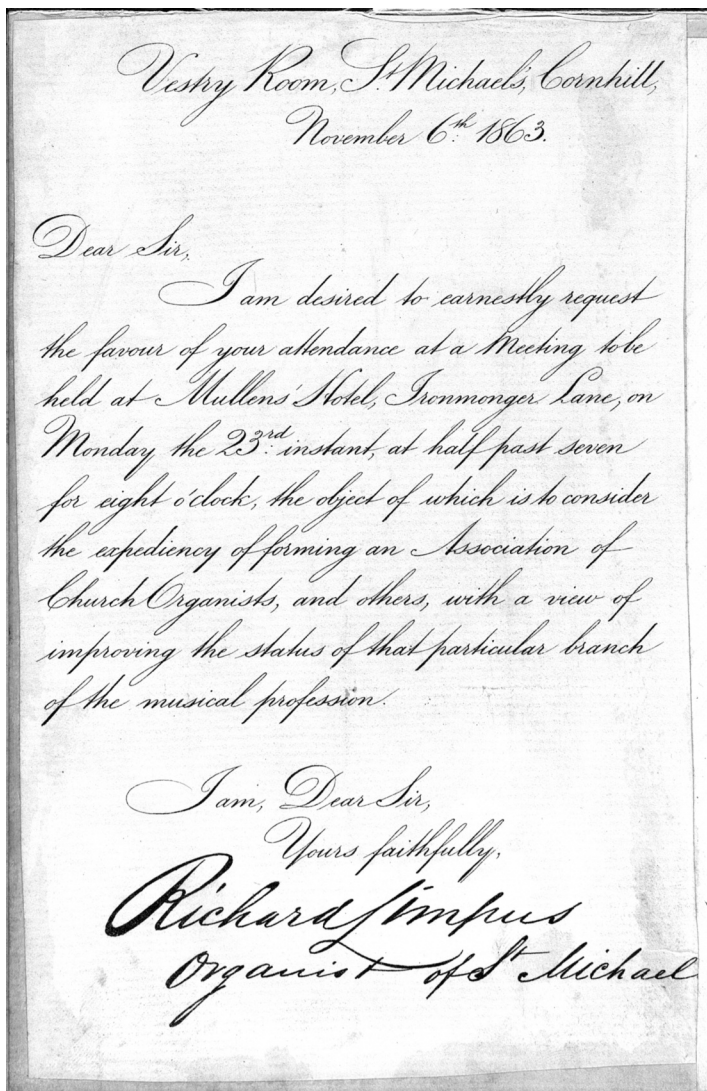 Vestry Room, St. Michael's, Cornhill,
November 6th. 1863.
Dear Sir,
I am desired to earnestly request
the favour of your attendance at a Meeting to be
held at Mullens' Hotel, Ironmonger Lane, on
Monday the 23rd. instant, at half past seven
for eight o'clock, the object of which is to consider
the expediency of forming an Association of
Church Organists, and others, with a view of
improving the status of that particular branch
of the musical profession.
I am, Dear Sir,
Yours faithfully,
Richard Limpus
Organist of St Michael